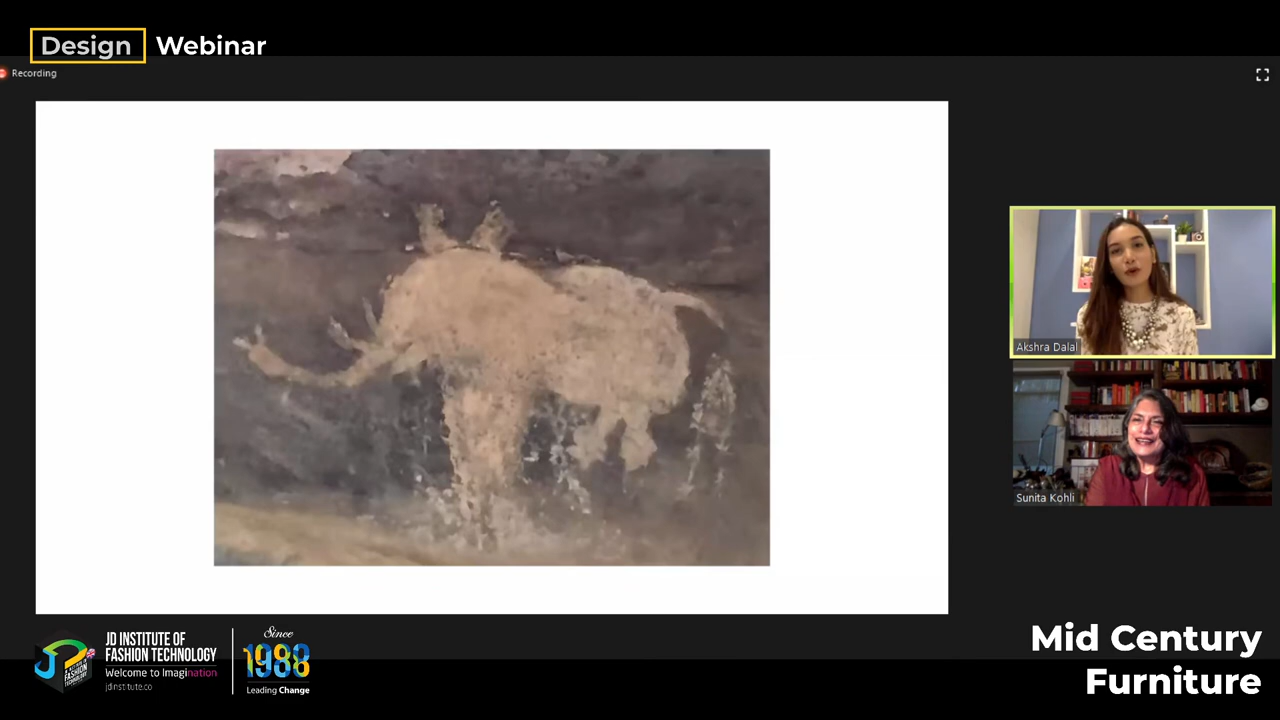 Design Webinar
Recording
Akshra Dalal
Sunita Kohli
JD INSTITUTE OF
FASHION TECHNOLOGY
Welcome to Imagination
jdinstitute.co
Since
1988
Leading Change
Mid Century
Furniture